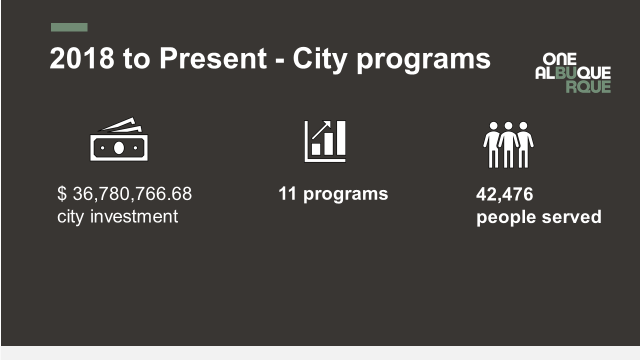 2018 to Present - City programs
ONE
ALBUQUE
RQUE
$ 36,780,766.68
city investment
11 programs
42,476
people served